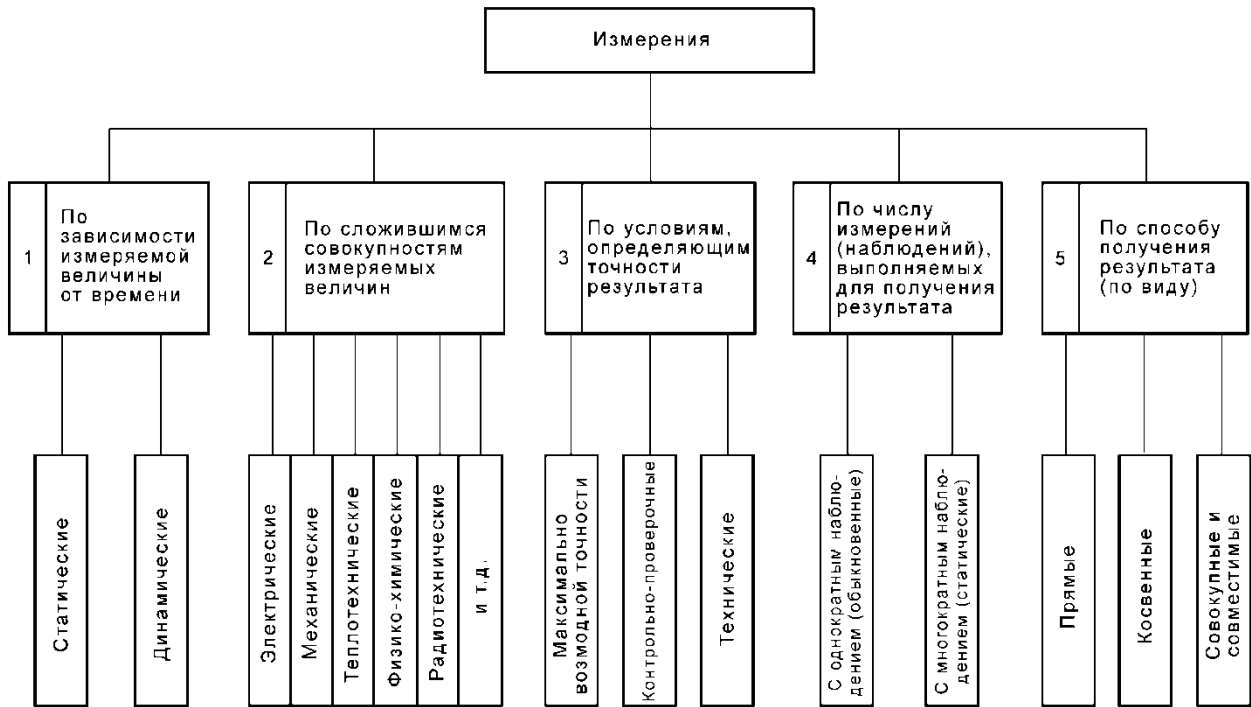 Измерения
1
По
зависимости
измеряемой
величины
от времени
2
По сложившимся
совокупностям
измеряемых
величин
3
По условиям,
определяющим
точности
результата
4
По числу
измерений
(наблюдений),
выполняемых
для получения
результата
5
По способу
получения
результата
(по виду)
Статические
Динамические
Электрические
Механические
Теплотехнические
Физико-химические
Радиотехнические
и т.д.
Максимально
возмодной точности
Контрольно-проверочные
Технические
С однократным наблю-
дением (обыкновенные)
С многократным наблю-
дением (статические)
Прямые
Косвенные
Совокупные и
совместимые